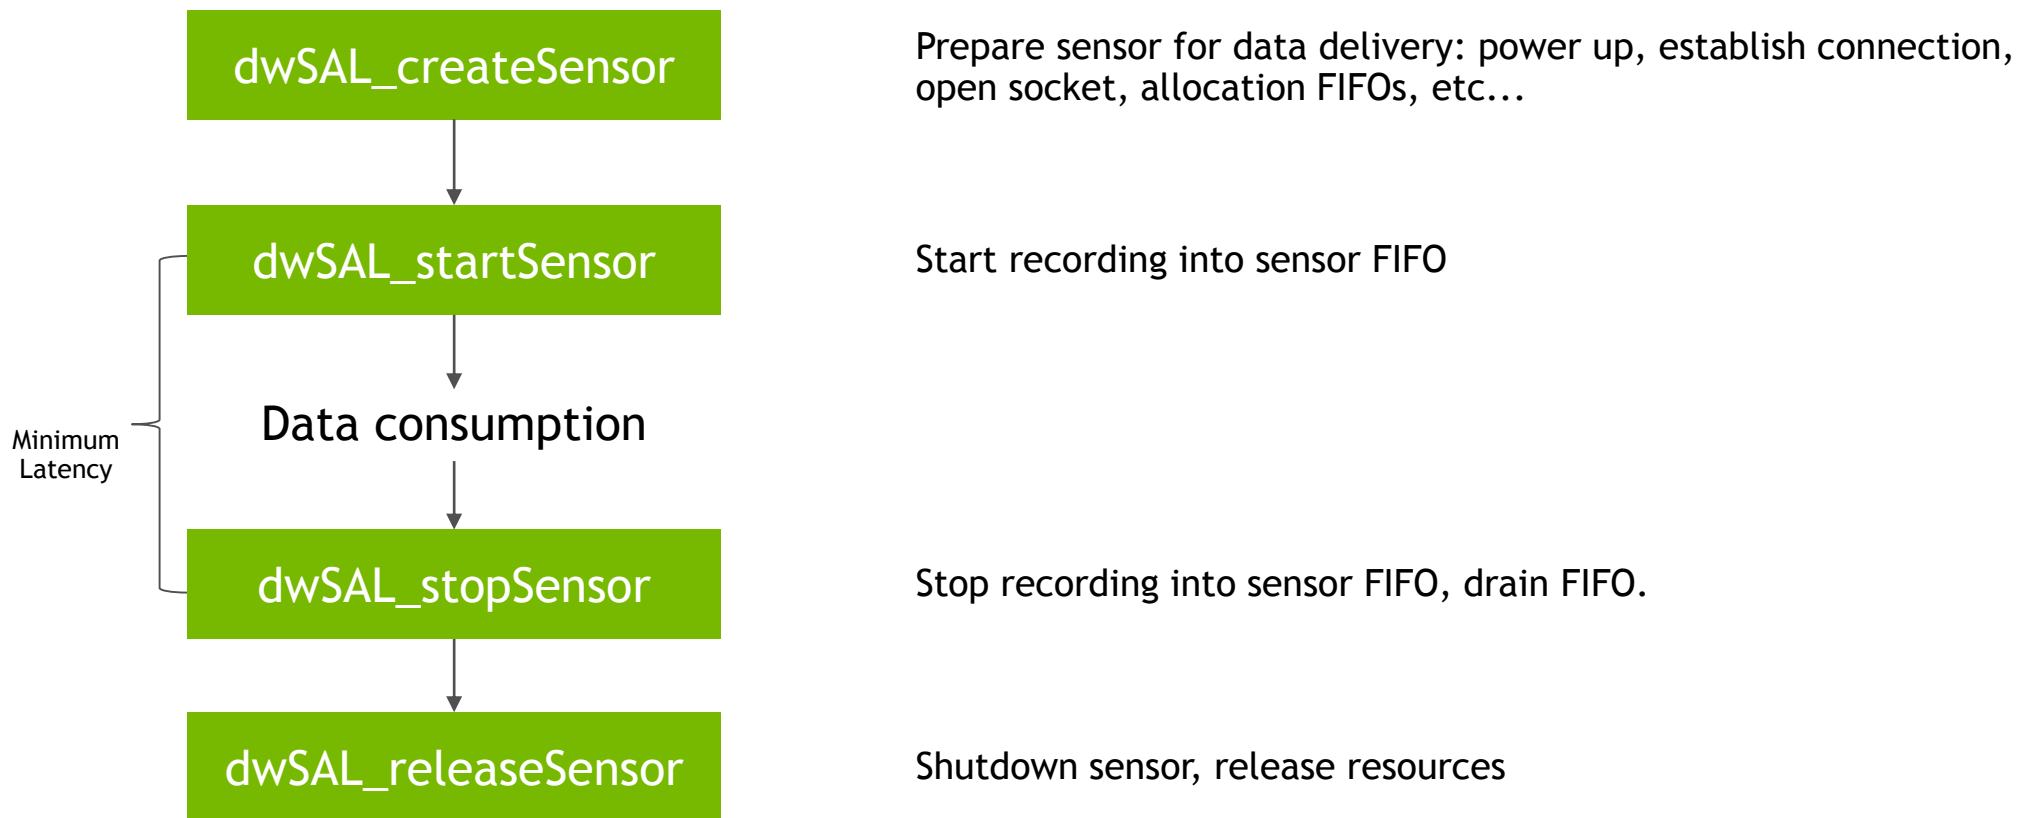 dwSAL_createSensor
Prepare sensor for data delivery: power up, establish connection,
open socket, allocation FIFOs, etc...
dwSAL_startSensor
Start recording into sensor FIFO
Data consumption
Minimum
Latency
dwSAL_stopSensor
Stop recording into sensor FIFO, drain FIFO.
dwSAL_releaseSensor
Shutdown sensor, release resources